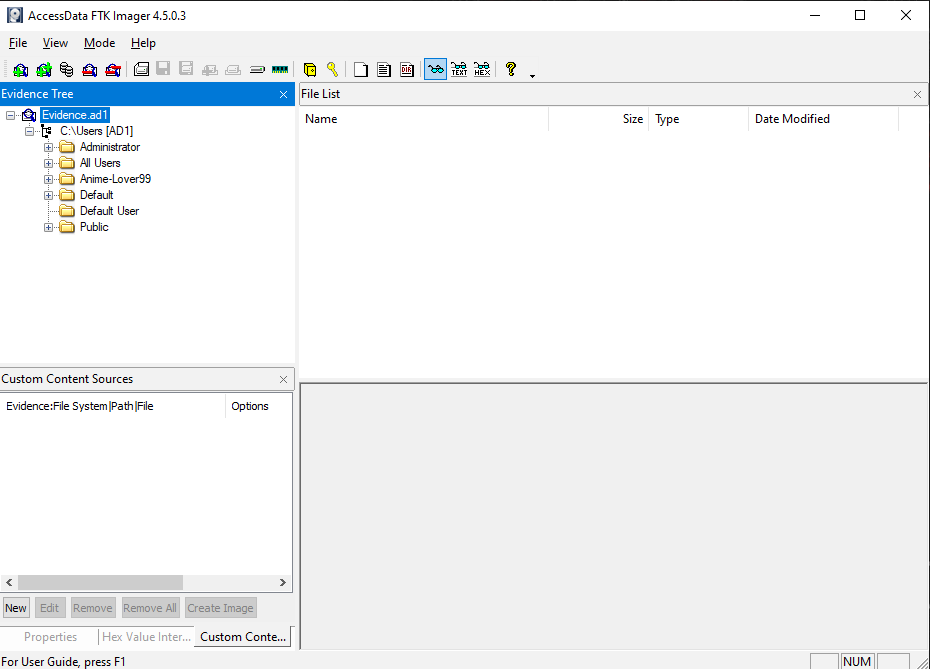 AccessData FTK Imager 4.5.0.3
File View Mode Help
TEXT HEX
Evidence Tree
Evidence.ad1
C:\Users [AD1]
Administrator
All Users
Anime-Lover99
Default
Default User
Public
File List
Name Size Type Date Modified
Custom Content Sources
Evidence:File System|Path|File Options
New Edit Remove Remove All Create Image
Properties Hex Value Inter... Custom Conte...
For User Guide, press F1
NUM